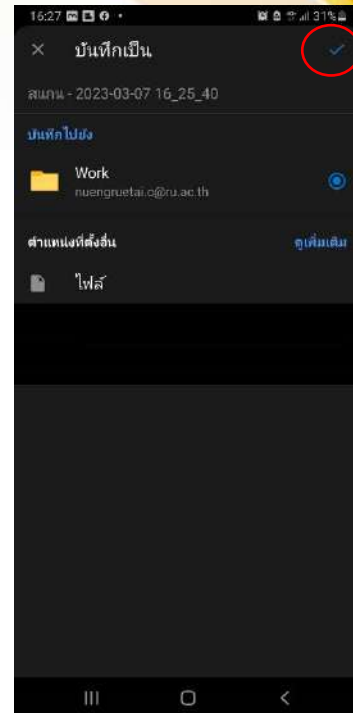 16:27 31%
บันทึกเป็น
สแกน - 2023-03-07 16_25_40
บันทึกไปยัง
Work
nuengruetai.o@ru.ac.th
ตำแหน่งที่ตั้งอื่น ดูเพิ่มเติม
ไฟล์